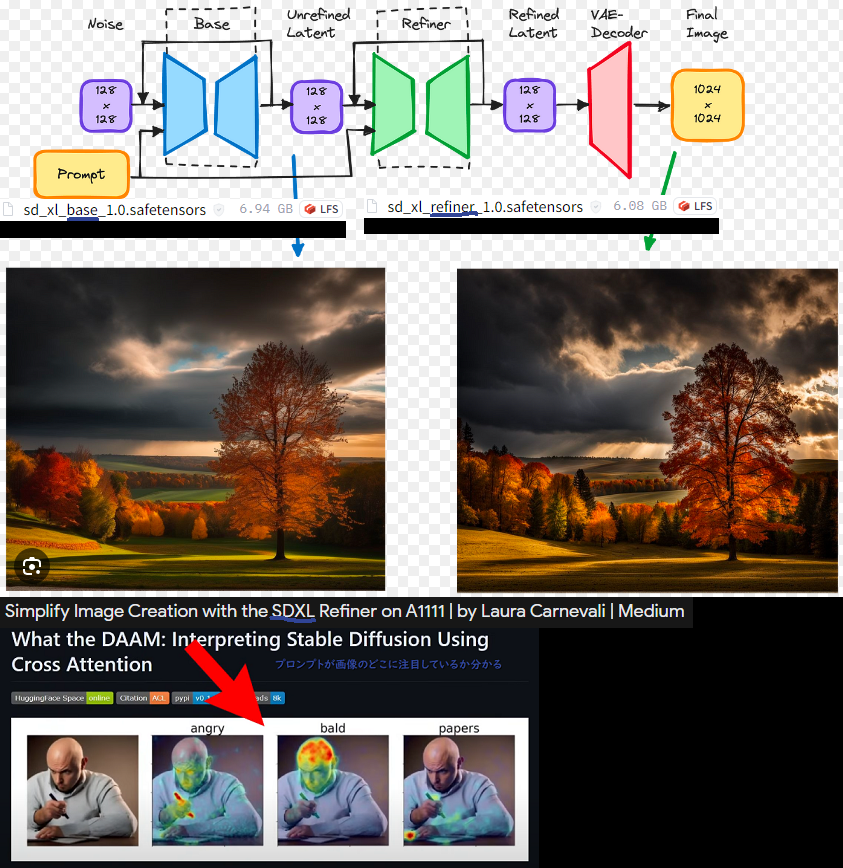 Noise
Base
Unrefined
Latent
Refiner
Refined
Latent
VAE-
Decoder
Final
Image
128
x
128
128
x
128
128
x
128
1024
x
1024
Prompt
sd_xl_base_1.0.safetensors 6.94 GB LFS
sd_xl_refiner_1.0.safetensors 6.08 GB LFS
Simplify Image Creation with the SDXL Refiner on A1111 | by Laura Carnevali | Medium
What the DAAM: Interpreting Stable Diffusion Using
Cross Attention
プロンプトが画像のどこに注目しているか分かる
HuggingFace Space online Citation ACL pypi 8k
angry bald papers